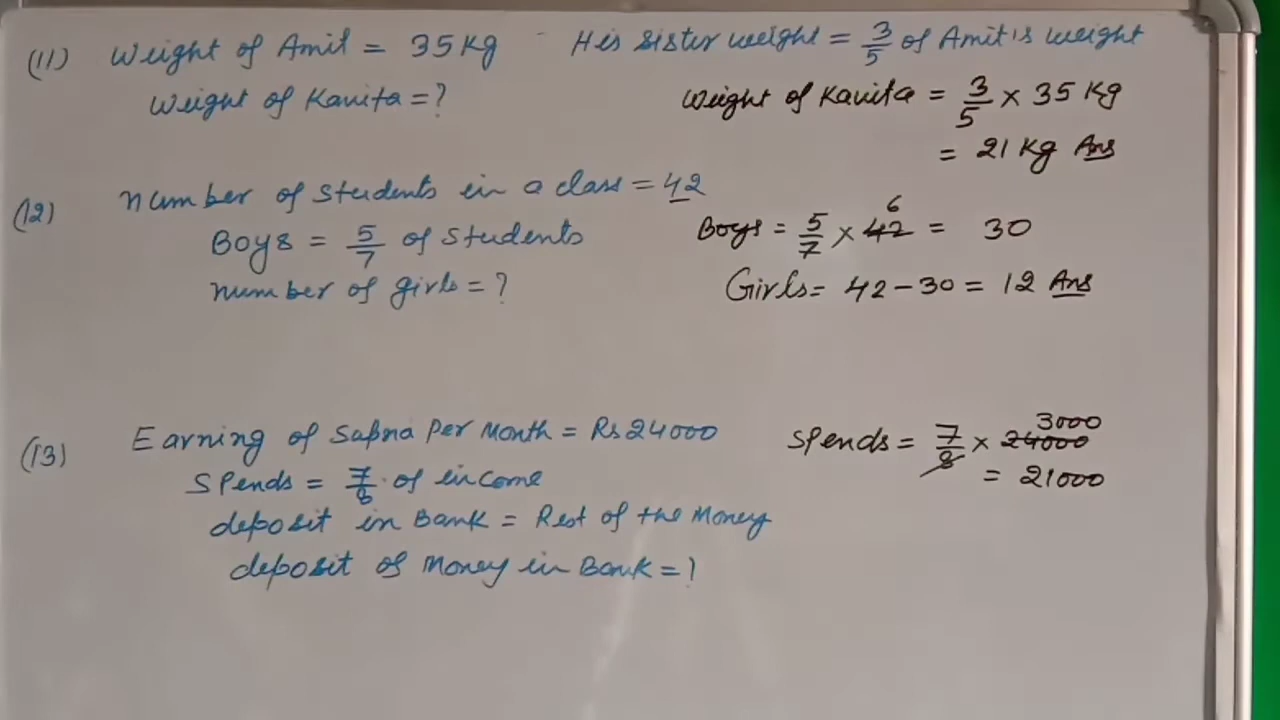 (11) Weight of Amit = 35 Kg His sister weight = 3/5 of Amit's weight
Weight of Kavita = ? Weight of Kavita = 3/5 × 35 Kg
= 21 Kg Ans
(12) Number of Students in a class = 42
Boys = 5/7 of Students Boys = 5/7 × 42 6 = 30
Number of girls = ? Girls = 42 - 30 = 12 Ans
(13) Earning of Sapna Per Month = Rs 24000 Spends = 7/8 × 24000 3000
Spends = 7/8 of income = 21000
deposit in Bank = Rest of the Money
deposit of Money in Bank = ?